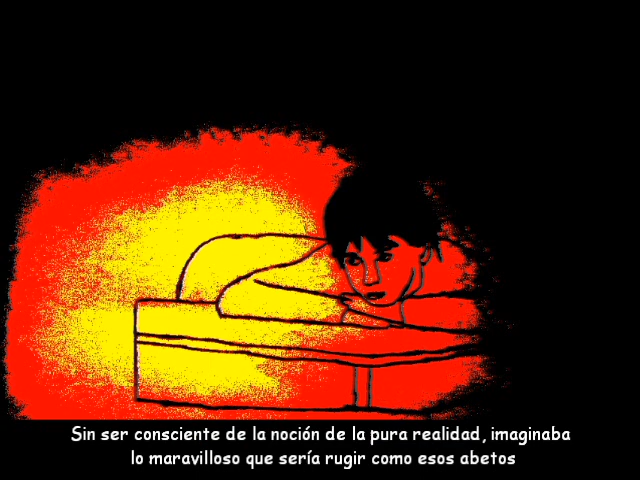 Sin ser consciente de la noción de la pura realidad, imaginaba
lo maravilloso que sería rugir como esos abetos